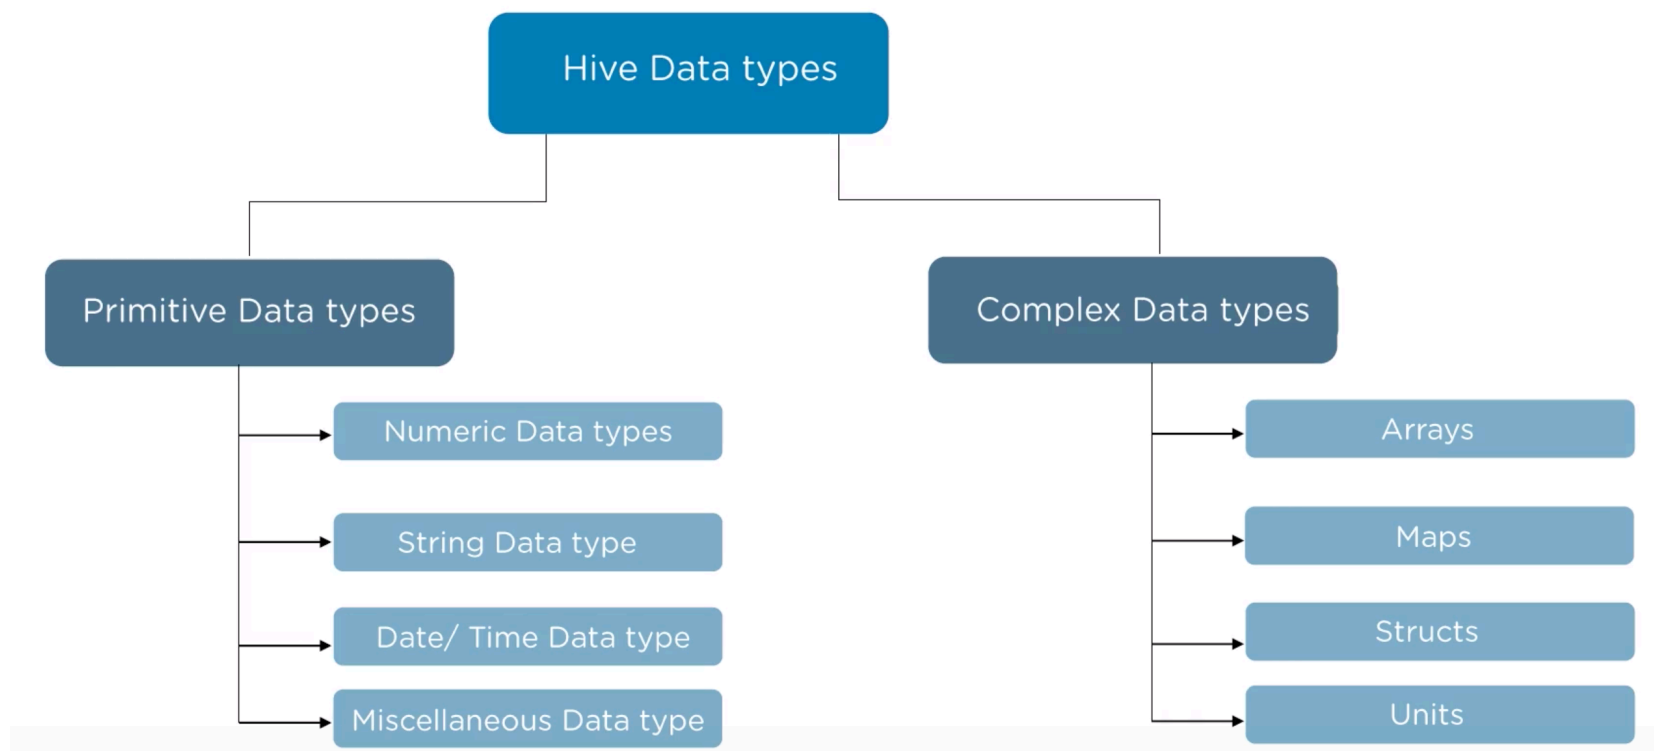 Hive Data types
Primitive Data types
Numeric Data types
String Data type
Date/ Time Data type
Miscellaneous Data type
Complex Data types
Arrays
Maps
Structs
Units